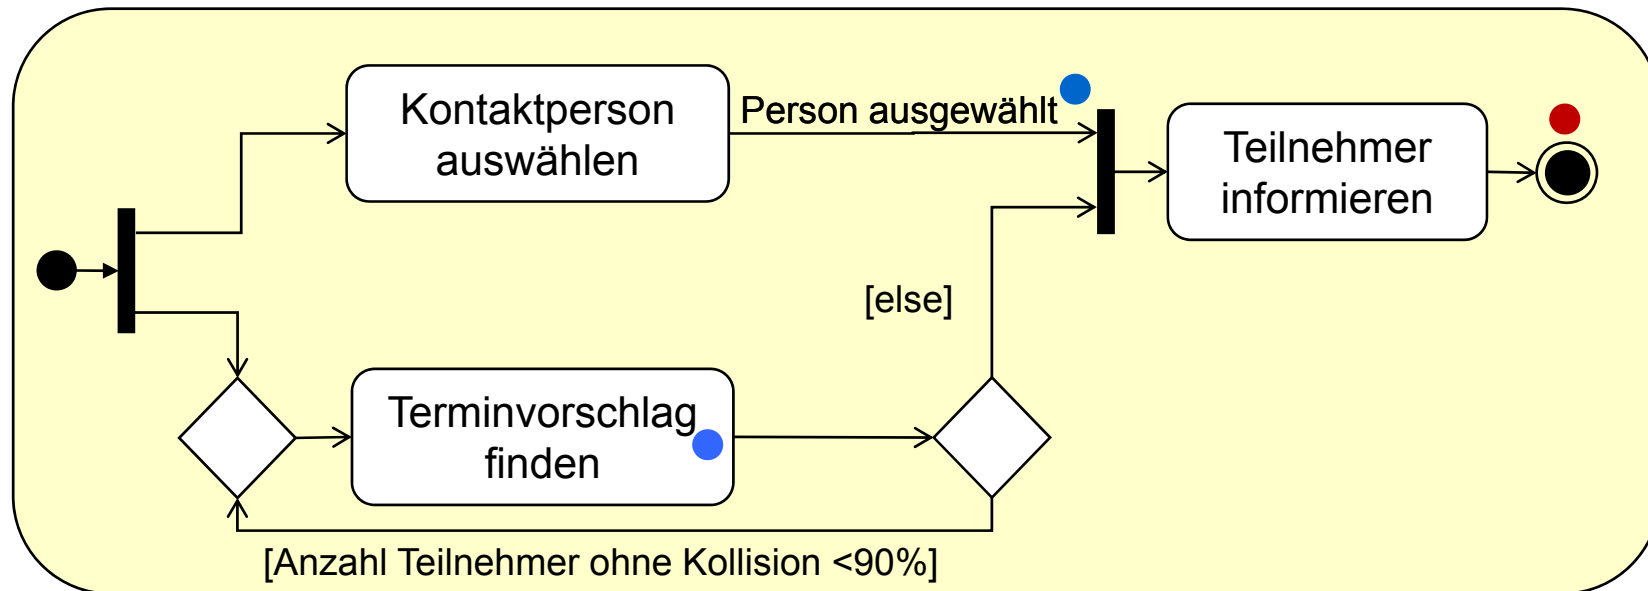 Kontaktperson
auswählen
Person ausgewählt
Teilnehmer
informieren
[else]
Terminvorschlag
finden
[Anzahl Teilnehmer ohne Kollision <90%]